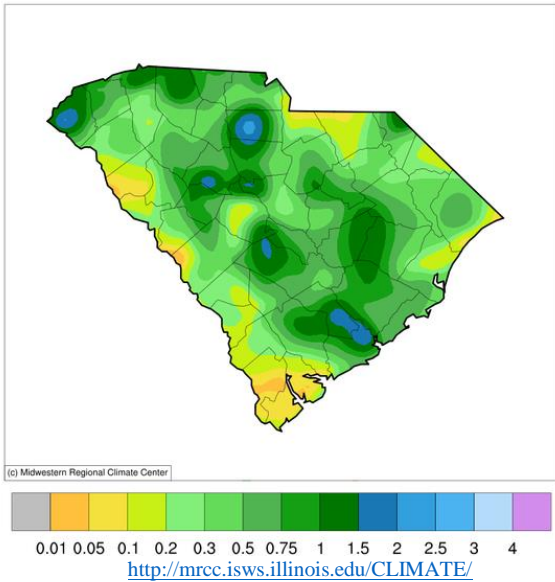 (c) Midwestern Regional Climate Center
0.01 0.05 0.1 0.2 0.3 0.5 0.75 1 1.5 2 2.5 3 4
http://mrcc.isws.illinois.edu/CLIMATE/